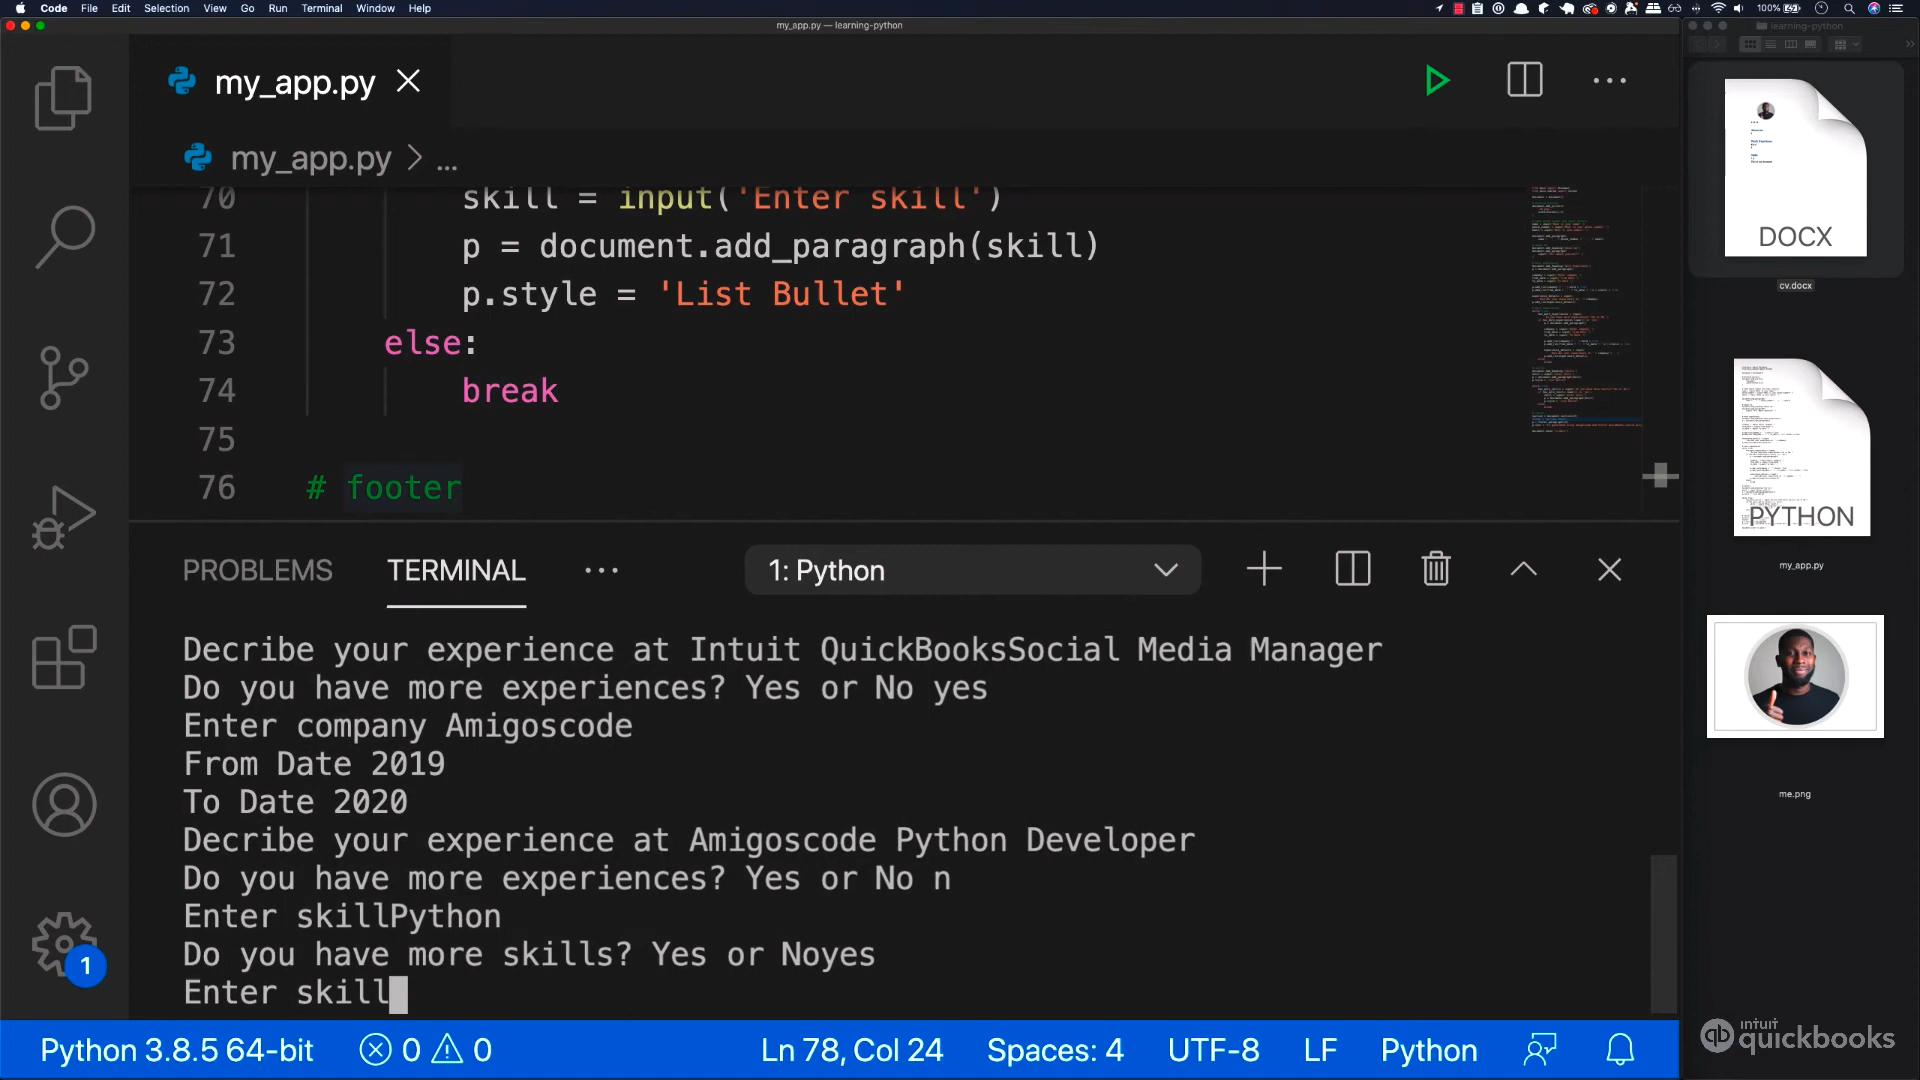 Code File Edit Selection View Go Run Terminal Window Help
100%
my_app.py — learning-python
learning-python
my_app.py
my_app.py > ...
70 skill = input('Enter skill')
71 p = document.add_paragraph(skill)
72 p.style = 'List Bullet'
73 else:
74 break
75
76 # footer
PROBLEMS TERMINAL ... 1: Python
Decribe your experience at Intuit QuickBooksSocial Media Manager
Do you have more experiences? Yes or No yes
Enter company Amigoscode
From Date 2019
To Date 2020
Decribe your experience at Amigoscode Python Developer
Do you have more experiences? Yes or No n
Enter skillPython
Do you have more skills? Yes or Noyes
Enter skill
1
Python 3.8.5 64-bit 0 0 Ln 78, Col 24 Spaces: 4 UTF-8 LF Python
DOCX
cv.docx
PYTHON
my_app.py
me.png
qb intuit quickbooks